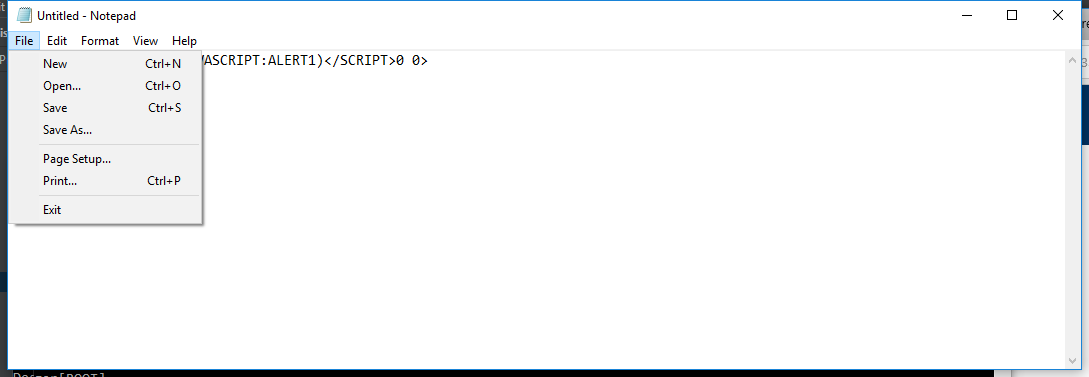 Untitled - Notepad
File Edit Format View Help
VASCRIPT:ALERT1)</SCRIPT>0 0>
New Ctrl+N
Open... Ctrl+O
Save Ctrl+S
Save As...
Page Setup...
Print... Ctrl+P
Exit